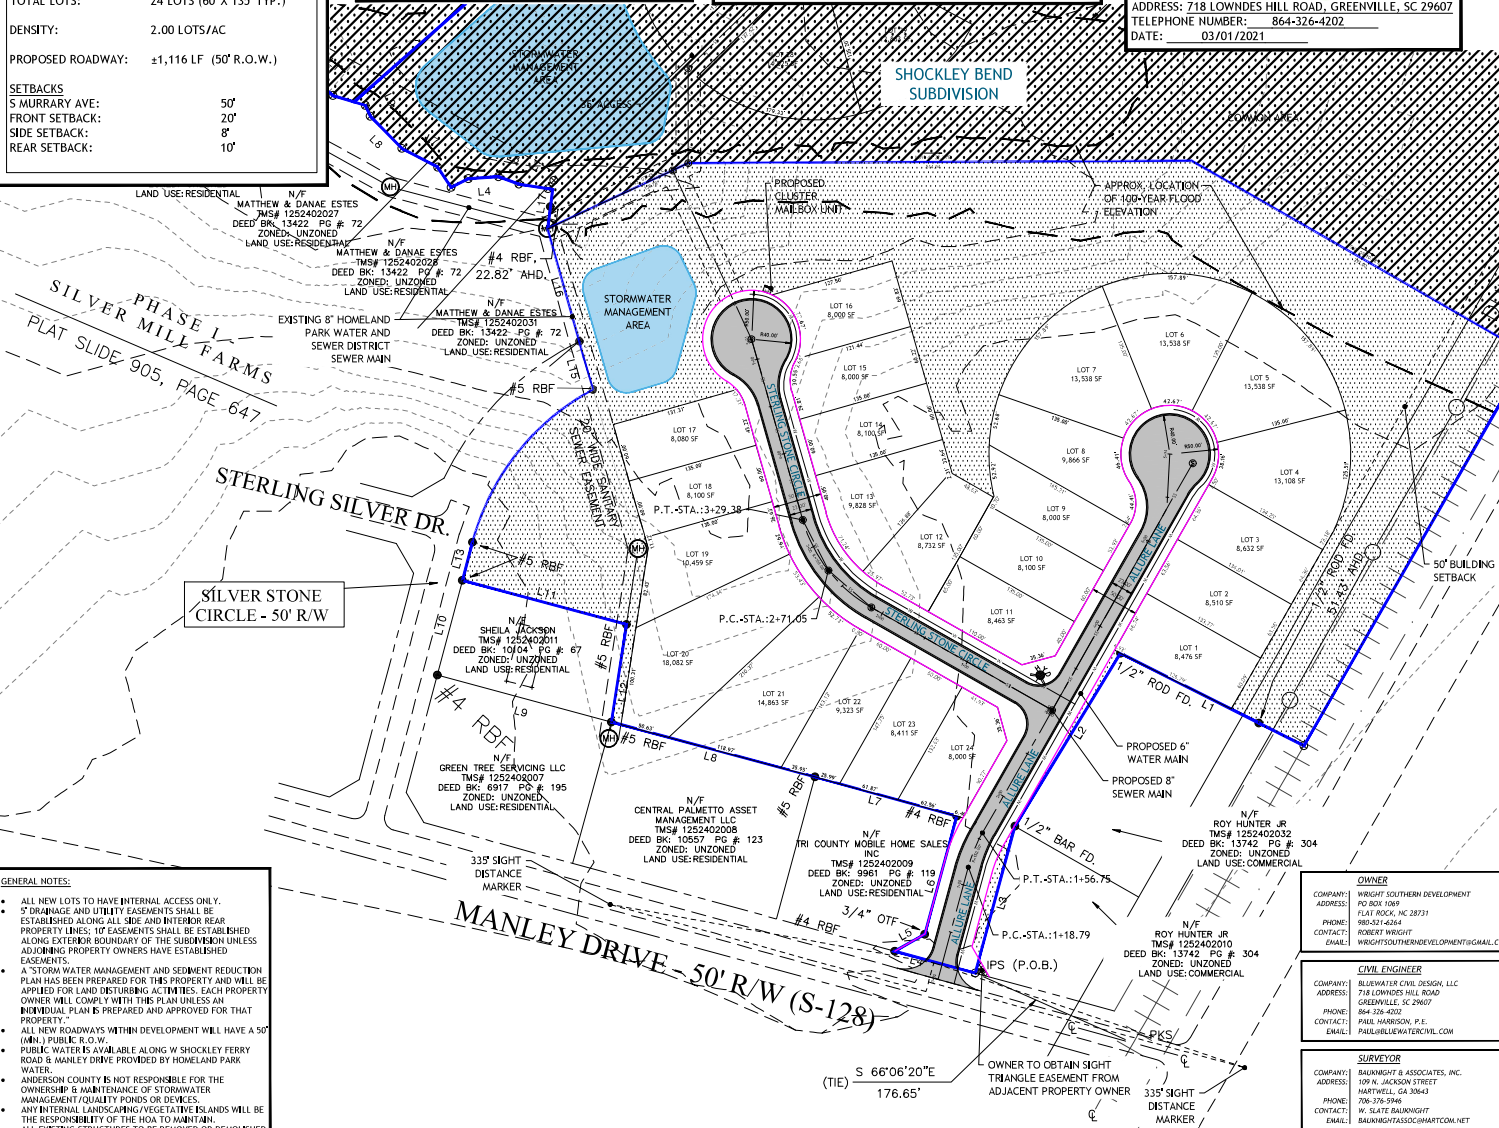 TOTAL LOTS: 24 LOTS (60' X 135' TYP.)
DENSITY: 2.00 LOTS/AC
PROPOSED ROADWAY: ±1,116 LF (50' R.O.W.)
SETBACKS
S MURRARY AVE: 50'
FRONT SETBACK: 20'
SIDE SETBACK: 8'
REAR SETBACK: 10'
ADDRESS: 718 LOWNDES HILL ROAD, GREENVILLE, SC 29607
TELEPHONE NUMBER: 864-326-4202
DATE: 03/01/2021
STORMWATER
MANAGEMENT
AREA
ACCESS
SHOCKLEY BEND
SUBDIVISION
COMMON AREA
PROPOSED
CLUSTER
MAILBOX UNIT
APPROX. LOCATION
OF 100-YEAR FLOOD
ELEVATION
LAND USE: RESIDENTIAL
N/F
MATTHEW & DANAE ESTES
TMS# 1252402027
DEED BK: 13422 PG #: 72
ZONED: UNZONED
LAND USE: RESIDENTIAL
N/F
MATTHEW & DANAE ESTES
TMS# 1252402028
DEED BK: 13422 PG #: 72
ZONED: UNZONED
LAND USE: RESIDENTIAL
N/F
MATTHEW & DANAE ESTES
TMS# 1252402031
DEED BK: 13422 PG #: 72
ZONED: UNZONED
LAND USE: RESIDENTIAL
L8
MH
L4
L17
#4 RBF,
22.82' AHD.
L16
L15
#5 RBF
EXISTING 8" HOMELAND
PARK WATER AND
SEWER DISTRICT
SEWER MAIN
PHASE I
SILVER MILL FARMS
PLAT SLIDE 905, PAGE 647
STORMWATER
MANAGEMENT
AREA
20' WIDE SANITARY
SEWER EASEMENT
STERLING SILVER DR.
SILVER STONE
CIRCLE - 50' R/W
L13
#5 RBF
L11
L10
MH
#5 RBF
L12
L9
#4 RBF
MH
#5 RBF
L8
N/F
SHEILA JACKSON
TMS# 1252402011
DEED BK: 10104 PG #: 67
ZONED: UNZONED
LAND USE: RESIDENTIAL
N/F
GREEN TREE SERVICING LLC
TMS# 1252402007
DEED BK: 6917 PG #: 195
ZONED: UNZONED
LAND USE: RESIDENTIAL
N/F
CENTRAL PALMETTO ASSET
MANAGEMENT LLC
TMS# 1252402008
DEED BK: 10557 PG #: 123
ZONED: UNZONED
LAND USE: RESIDENTIAL
N/F
TRI COUNTY MOBILE HOME SALES
INC
TMS# 1252402009
DEED BK: 9961 PG #: 119
ZONED: UNZONED
LAND USE: RESIDENTIAL
LOT 16
8,000 SF
LOT 15
8,000 SF
LOT 14
8,100 SF
LOT 13
9,828 SF
LOT 12
8,732 SF
LOT 11
8,463 SF
LOT 10
8,100 SF
LOT 9
8,000 SF
LOT 8
9,866 SF
LOT 7
13,538 SF
LOT 6
13,538 SF
LOT 5
13,538 SF
LOT 4
13,108 SF
LOT 3
8,632 SF
LOT 2
8,510 SF
LOT 1
8,476 SF
LOT 17
8,080 SF
LOT 18
8,100 SF
LOT 19
10,459 SF
LOT 20
18,082 SF
LOT 21
14,863 SF
LOT 22
9,323 SF
LOT 23
8,411 SF
LOT 24
8,000 SF
P.T.-STA.:3+29.38
P.C.-STA.:2+71.05
STERLING STONE CIRCLE
STERLING STONE CIRCLE
ALLURE LANE
ALLURE LANE
ALLURE LANE
50' BUILDING
SETBACK
1/2" ROD FD.
51.43' AHD.
1/2" ROD FD.
L1
L2
PROPOSED 6"
WATER MAIN
PROPOSED 8"
SEWER MAIN
#5 RBF
L7
#4 RBF
1/2" BAR FD.
P.T.-STA.:1+56.75
L3
P.C.-STA.:1+18.79
L6
3/4" OTF
L5
#4 RBF
IPS (P.O.B.)
335' SIGHT
DISTANCE
MARKER
MANLEY DRIVE - 50' R/W (S-128)
N/F
ROY HUNTER JR
TMS# 1252402032
DEED BK: 13742 PG #: 304
ZONED: UNZONED
LAND USE: COMMERCIAL
N/F
ROY HUNTER JR
TMS# 1252402010
DEED BK: 13742 PG #: 304
ZONED: UNZONED
LAND USE: COMMERCIAL
PKS
OWNER TO OBTAIN SIGHT
TRIANGLE EASEMENT FROM
ADJACENT PROPERTY OWNER
335' SIGHT
DISTANCE
MARKER
(TIE) S 66°06'20"E
176.65'
GENERAL NOTES:
• ALL NEW LOTS TO HAVE INTERNAL ACCESS ONLY.
• 5' DRAINAGE AND UTILITY EASEMENTS SHALL BE
ESTABLISHED ALONG ALL SIDE AND INTERIOR REAR
PROPERTY LINES; 10' EASEMENTS SHALL BE ESTABLISHED
ALONG EXTERIOR BOUNDARY OF THE SUBDIVISION UNLESS
ADJOINING PROPERTY OWNERS HAVE ESTABLISHED
EASEMENTS.
• A "STORM WATER MANAGEMENT AND SEDIMENT REDUCTION
PLAN HAS BEEN PREPARED FOR THIS PROPERTY AND WILL BE
APPLIED FOR LAND DISTURBING ACTIVITIES. EACH PROPERTY
OWNER WILL COMPLY WITH THIS PLAN UNLESS AN
INDIVIDUAL PLAN IS PREPARED AND APPROVED FOR THAT
PROPERTY."
• ALL NEW ROADWAYS WITHIN DEVELOPMENT WILL HAVE A 50'
(MIN.) PUBLIC R.O.W.
• PUBLIC WATER IS AVAILABLE ALONG W SHOCKLEY FERRY
ROAD & MANLEY DRIVE PROVIDED BY HOMELAND PARK
WATER.
• ANDERSON COUNTY IS NOT RESPONSIBLE FOR THE
OWNERSHIP & MAINTENANCE OF STORMWATER
MANAGEMENT/QUALITY PONDS OR DEVICES.
• ANY INTERNAL LANDSCAPING/VEGETATIVE ISLANDS WILL BE
THE RESPONSIBILITY OF THE HOA TO MAINTAIN.
• ALL EXISTING STRUCTURES TO BE REMOVED OR DEMOLISHED
OWNER
COMPANY: WRIGHT SOUTHERN DEVELOPMENT
ADDRESS: PO BOX 1069
FLAT ROCK, NC 28731
PHONE: 980-521-6264
CONTACT: ROBERT WRIGHT
EMAIL: WRIGHTSOUTHERNDEVELOPMENT@GMAIL.C
CIVIL ENGINEER
COMPANY: BLUEWATER CIVIL DESIGN, LLC
ADDRESS: 718 LOWNDES HILL ROAD
GREENVILLE, SC 29607
PHONE: 864-326-4202
CONTACT: PAUL HARRISON, P.E.
EMAIL: PAUL@BLUEWATERCIVIL.COM
SURVEYOR
COMPANY: BAUKNIGHT & ASSOCIATES, INC.
ADDRESS: 109 N. JACKSON STREET
HARTWELL, GA 30643
PHONE: 706-376-5946
CONTACT: W. SLATE BAUKNIGHT
EMAIL: BAUKNIGHTASSOC@HARTCOM.NET